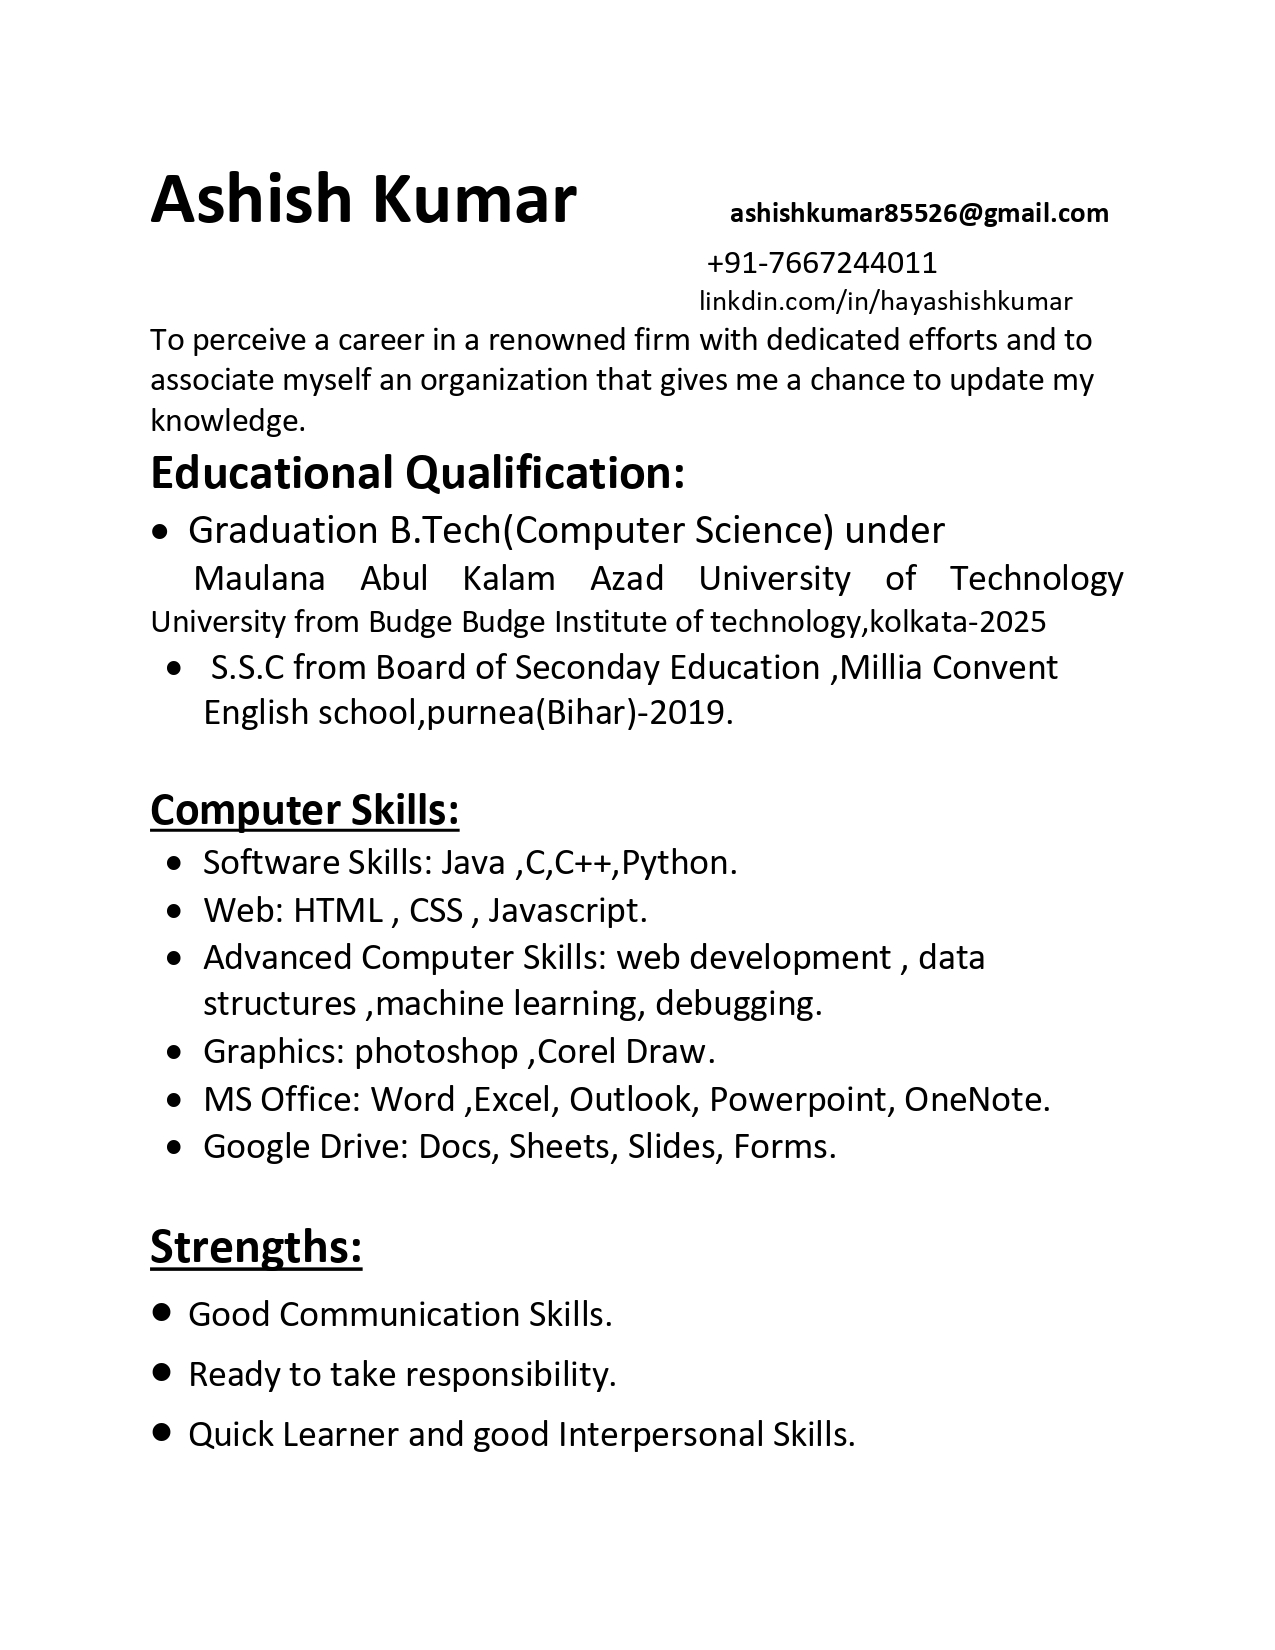 Ashish Kumar ashishkumar85526@gmail.com
+91-7667244011
linkdin.com/in/hayashishkumar
To perceive a career in a renowned firm with dedicated efforts and to
associate myself an organization that gives me a chance to update my
knowledge.
Educational Qualification:
• Graduation B.Tech(Computer Science) under
Maulana Abul Kalam Azad University of Technology
University from Budge Budge Institute of technology,kolkata-2025
• S.S.C from Board of Seconday Education ,Millia Convent
English school,purnea(Bihar)-2019.
Computer Skills:
• Software Skills: Java ,C,C++,Python.
• Web: HTML , CSS , Javascript.
• Advanced Computer Skills: web development , data
structures ,machine learning, debugging.
• Graphics: photoshop ,Corel Draw.
• MS Office: Word ,Excel, Outlook, Powerpoint, OneNote.
• Google Drive: Docs, Sheets, Slides, Forms.
Strengths:
• Good Communication Skills.
• Ready to take responsibility.
• Quick Learner and good Interpersonal Skills.